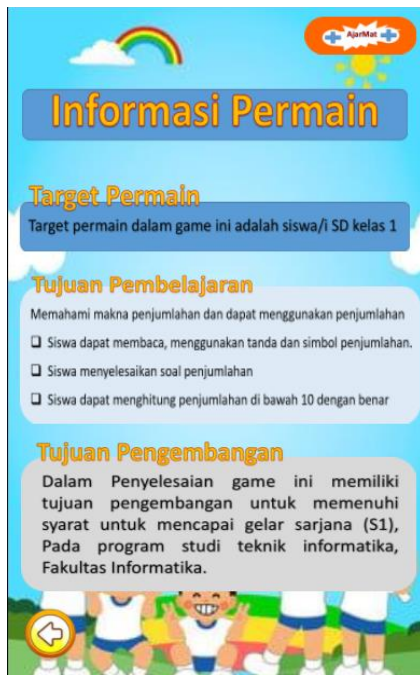 AjarMat
Informasi Permain
Target Permain
Target permain dalam game ini adalah siswa/i SD kelas 1
Tujuan Pembelajaran
Memahami makna penjumlahan dan dapat menggunakan penjumlahan
Siswa dapat membaca, menggunakan tanda dan simbol penjumlahan.
Siswa menyelesaikan soal penjumlahan
Siswa dapat menghitung penjumlahan di bawah 10 dengan benar
Tujuan Pengembangan
Dalam Penyelesaian game ini memiliki
tujuan pengembangan untuk memenuhi
syarat untuk mencapai gelar sarjana (S1),
Pada program studi teknik informatika,
Fakultas Informatika.